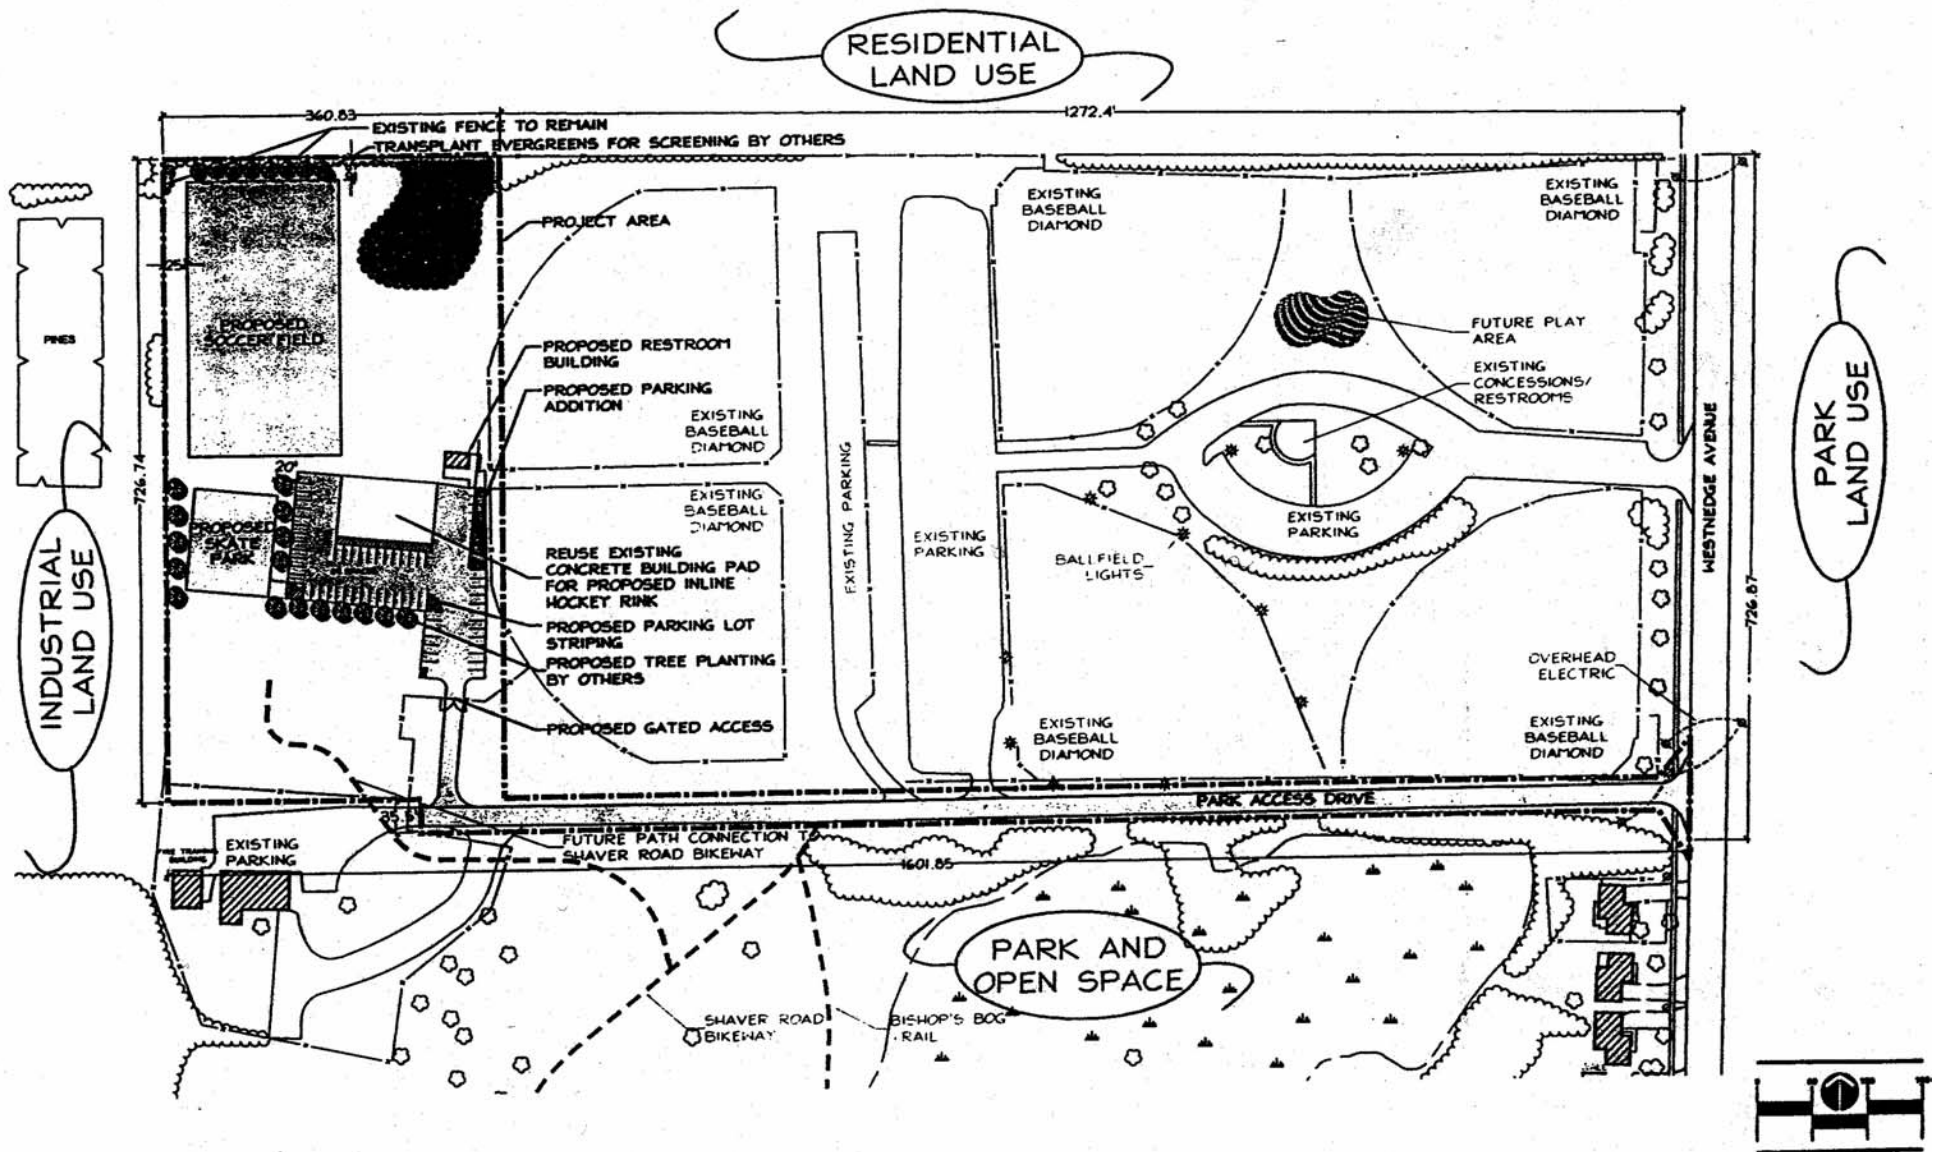 RESIDENTIAL
LAND USE
360.83
1272.4'
EXISTING FENCE TO REMAIN
TRANSPLANT EVERGREENS FOR SCREENING BY OTHERS
PROJECT AREA
EXISTING
BASEBALL
DIAMOND
EXISTING
BASEBALL
DIAMOND
25'
PINES
PROPOSED
SOCCER FIELD
PROPOSED RESTROOM
BUILDING
PROPOSED PARKING
ADDITION
EXISTING
BASEBALL
DIAMOND
FUTURE PLAY
AREA
EXISTING
CONCESSIONS/
RESTROOMS
PARK
LAND USE
WESTNEDGE AVENUE
726.87
726.74
20'
PROPOSED
SKATE
PARK
EXISTING
BASEBALL
DIAMOND
EXISTING PARKING
EXISTING
PARKING
EXISTING
PARKING
BALLFIELD
LIGHTS
REUSE EXISTING
CONCRETE BUILDING PAD
FOR PROPOSED INLINE
HOCKEY RINK
PROPOSED PARKING LOT
STRIPING
PROPOSED TREE PLANTING
BY OTHERS
PROPOSED GATED ACCESS
INDUSTRIAL
LAND USE
OVERHEAD
ELECTRIC
EXISTING
BASEBALL
DIAMOND
EXISTING
BASEBALL
DIAMOND
PARK ACCESS DRIVE
EXISTING
PARKING
FUTURE PATH CONNECTION TO
SHAVER ROAD BIKEWAY
1601.85
PARK AND
OPEN SPACE
SHAVER ROAD
BIKEWAY
BISHOP'S BOG
RAIL